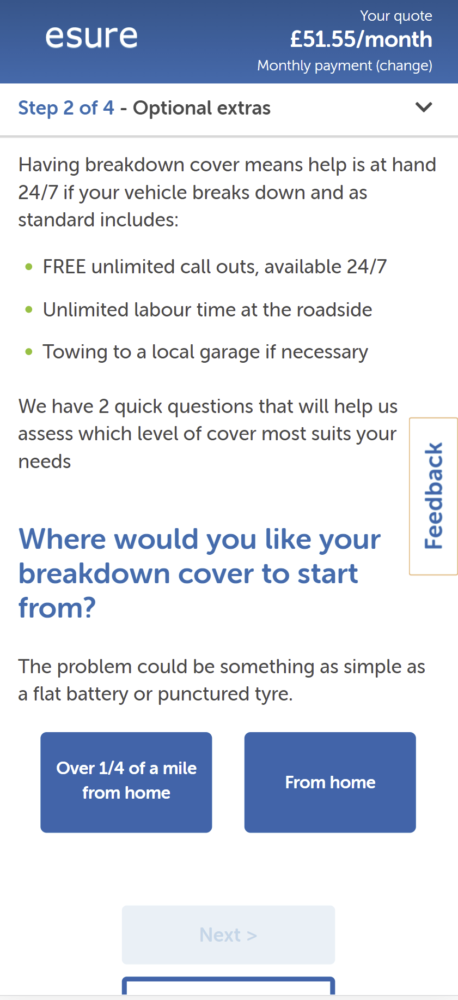 esure
Your quote
£51.55/month
Monthly payment (change)
Step 2 of 4 - Optional extras
Having breakdown cover means help is at hand
24/7 if your vehicle breaks down and as
standard includes:
FREE unlimited call outs, available 24/7
Unlimited labour time at the roadside
Towing to a local garage if necessary
We have 2 quick questions that will help us
assess which level of cover most suits your
needs
Feedback
Where would you like your
breakdown cover to start
from?
The problem could be something as simple as
a flat battery or punctured tyre.
Over 1/4 of a mile
from home
From home
Next >